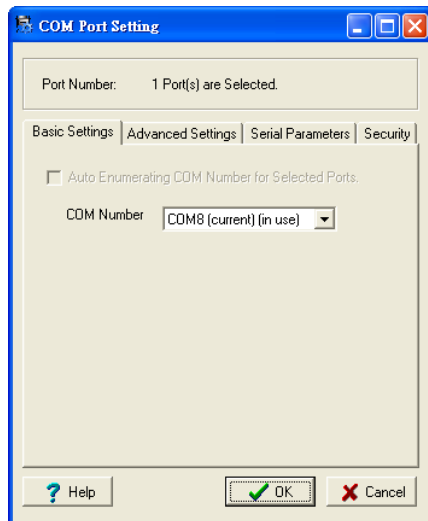 COM Port Setting
Port Number: 1 Port(s) are Selected.
Basic Settings Advanced Settings Serial Parameters Security
Auto Enumerating COM Number for Selected Ports.
COM Number COM8 (current) (in use)
? Help OK Cancel